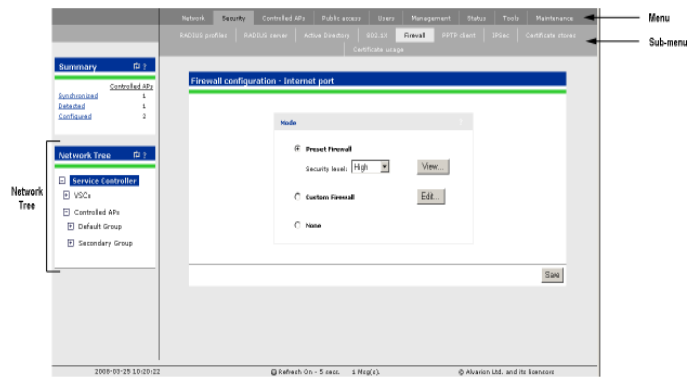 Network Security Controlled APs Public access Users Management Status Tools Maintenance
Menu
RADIUS profiles RADIUS server Active Directory 802.1X Firewall PPTP client IPSec Certificate stores
Sub-menu
Certificate usage
Summary ?
Controlled APs
Synchronized 1
Detected 1
Configured 2
Network Tree ?
Service Controller
VSCs
Controlled APs
Default Group
Secondary Group
Network
Tree
Firewall configuration - Internet port
Mode ?
Preset Firewall
Security level: High View...
Custom Firewall Edit...
None
Save
2008-03-25 10:20:22 Refresh On - 5 secs. 1 Msg(s). © Alvarion Ltd. and its licensors